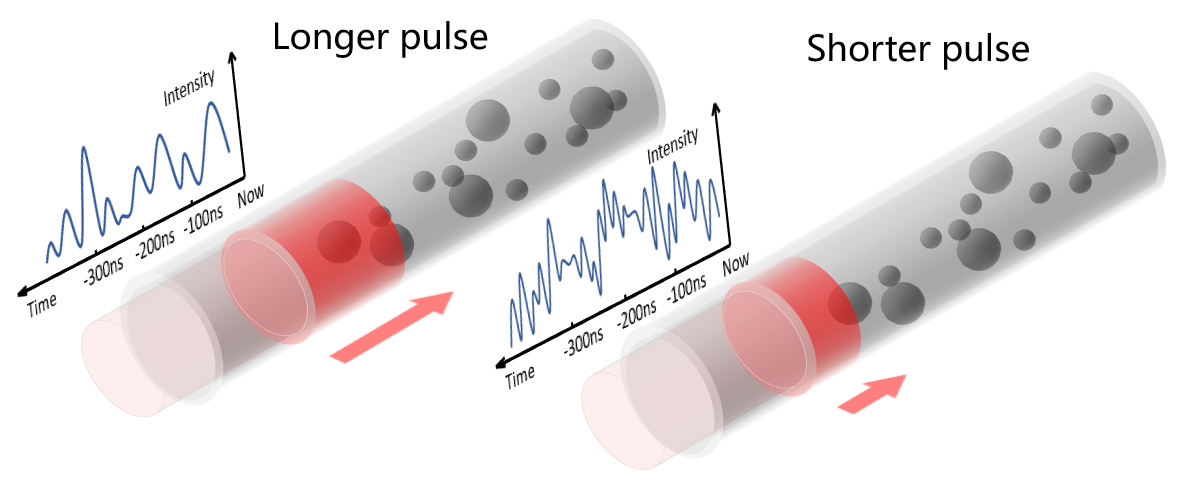 Longer pulse
Intensity
Now
-100ns
-200ns
-300ns
Time
Shorter pulse
Intensity
Now
-100ns
-200ns
-300ns
Time